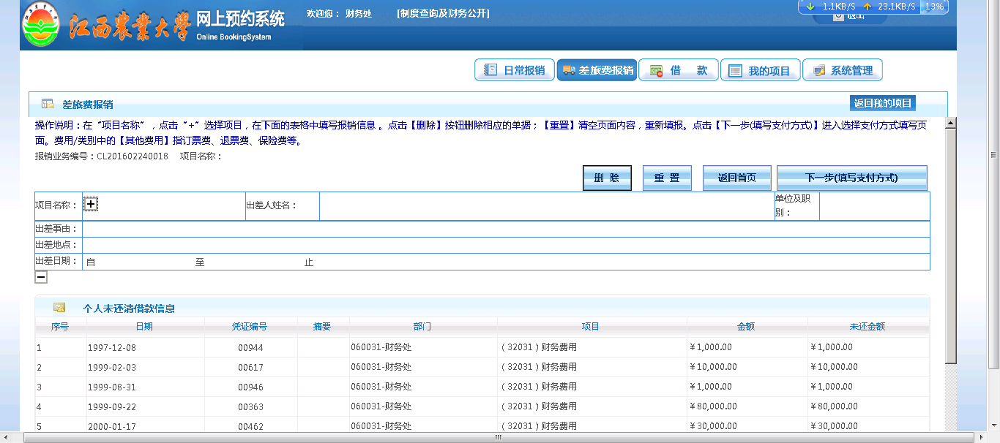 江西农业大学 网上预约系统
Online BookingSystem
欢迎您： 财务处 [制度查询及财务公开]
1.1KB/S 23.1KB/S 13%
退出
日常报销 差旅费报销 借 款 我的项目 系统管理
差旅费报销 返回我的项目
操作说明：在“项目名称”，点击“+”选择项目，在下面的表格中填写报销信息 。点击【删除】按钮删除相应的单据；【重置】清空页面内容，重新填报。点击【下一步(填写支付方式)】进入选择支付方式填写页
面。费用/类别中的【其他费用】指订票费、退票费、保险费等。
报销业务编号：CL201602240018 项目名称：
删 除 重 置 返回首页 下一步(填写支付方式)
项目名称： + 出差人姓名： 单位及职
别：
出差事由：
出差地点：
出差日期： 自 至 止
个人未还清借款信息
序号 日期 凭证编号 摘要 部门 项目 金额 未还金额
1 1997-12-08 00944 060031-财务处 （32031）财务费用 ￥1,000.00 ￥1,000.00
2 1999-02-03 00617 060031-财务处 （32031）财务费用 ￥10,000.00 ￥10,000.00
3 1999-08-31 00946 060031-财务处 （32031）财务费用 ￥1,000.00 ￥1,000.00
4 1999-09-22 00363 060031-财务处 （32031）财务费用 ￥80,000.00 ￥80,000.00
5 2000-01-17 00462 060031-财务处 （32031）财务费用 ￥30,000.00 ￥30,000.00